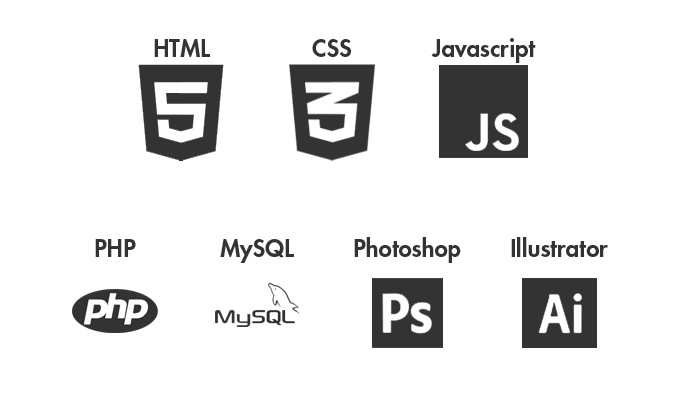 HTML CSS Javascript
5 3 JS
PHP MySQL Photoshop Illustrator
php MySQL Ps Ai